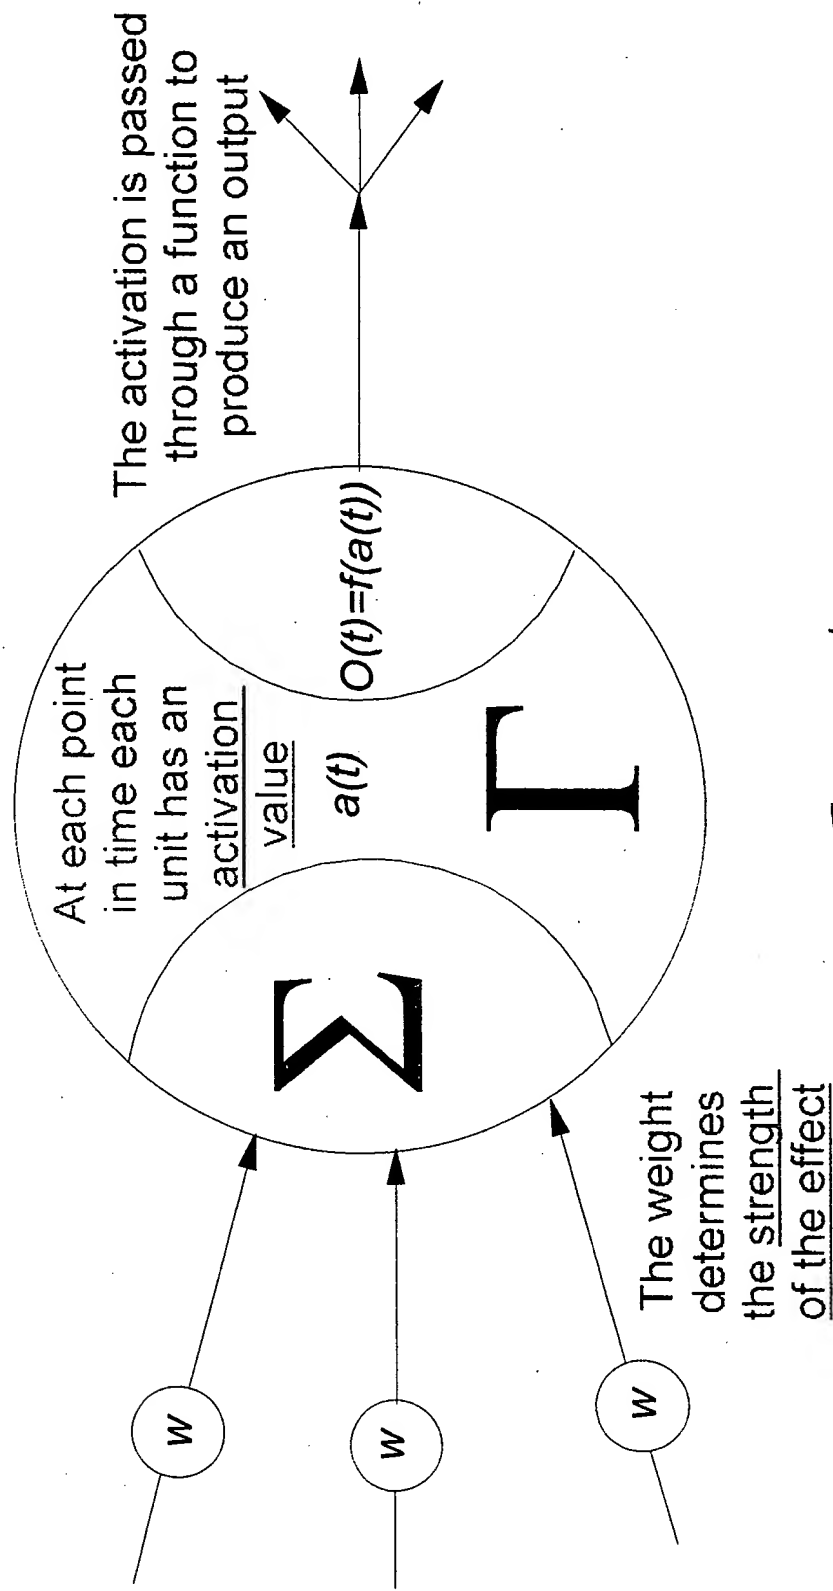 The activation is passed
through a function to
produce an output
At each point
in time each
unit has an
activation
value
a(t)
O(t)=f(a(t))
Σ
Γ
w
w
w
The weight
determines
the strength
of the effect